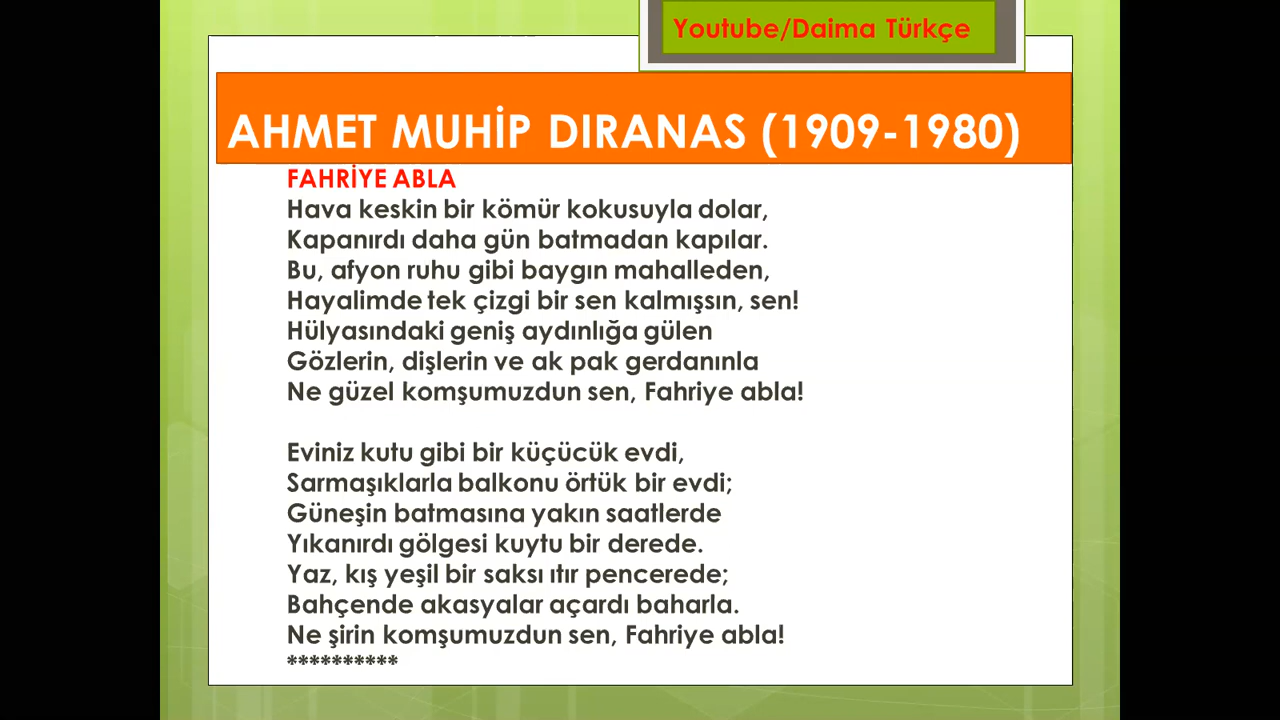 Youtube/Daima Türkçe
AHMET MUHİP DIRANAS (1909-1980)
FAHRİYE ABLA
Hava keskin bir kömür kokusuyla dolar,
Kapanırdı daha gün batmadan kapılar.
Bu, afyon ruhu gibi baygın mahalleden,
Hayalimde tek çizgi bir sen kalmışsın, sen!
Hülyasındaki geniş aydınlığa gülen
Gözlerin, dişlerin ve ak pak gerdanınla
Ne güzel komşumuzdun sen, Fahriye abla!
Eviniz kutu gibi bir küçücük evdi,
Sarmaşıklarla balkonu örtük bir evdi;
Güneşin batmasına yakın saatlerde
Yıkanırdı gölgesi kuytu bir derede.
Yaz, kış yeşil bir saksı ıtır pencerede;
Bahçende akasyalar açardı baharla.
Ne şirin komşumuzdun sen, Fahriye abla!
**********